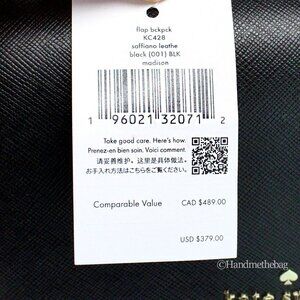 flap bckpck
KC428
saffiano leathe
black (001) BLK
madison
1 96021 32071 2
Take good care. Here's how.
Prenez-en bien soin. Voici comment.
请妥善维护。这里是具体做法。
お手入れ方法はこちらをご覧ください。
Comparable Value CAD $489.00
USD $379.00
©Handmethebag